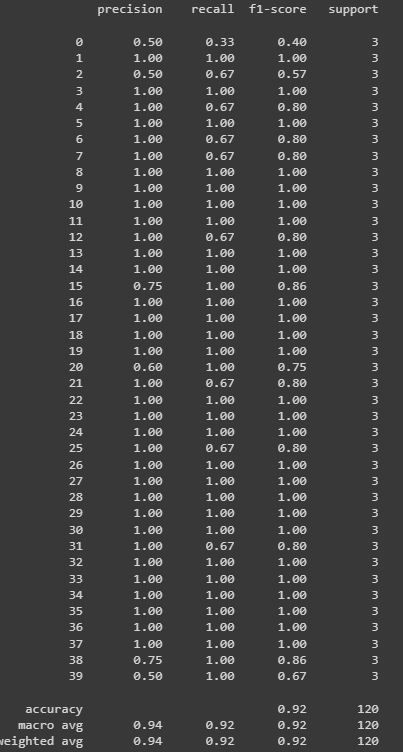 precision recall f1-score support
0 0.50 0.33 0.40 3
1 1.00 1.00 1.00 3
2 0.50 0.67 0.57 3
3 1.00 1.00 1.00 3
4 1.00 0.67 0.80 3
5 1.00 1.00 1.00 3
6 1.00 0.67 0.80 3
7 1.00 0.67 0.80 3
8 1.00 1.00 1.00 3
9 1.00 1.00 1.00 3
10 1.00 1.00 1.00 3
11 1.00 1.00 1.00 3
12 1.00 0.67 0.80 3
13 1.00 1.00 1.00 3
14 1.00 1.00 1.00 3
15 0.75 1.00 0.86 3
16 1.00 1.00 1.00 3
17 1.00 1.00 1.00 3
18 1.00 1.00 1.00 3
19 1.00 1.00 1.00 3
20 0.60 1.00 0.75 3
21 1.00 0.67 0.80 3
22 1.00 1.00 1.00 3
23 1.00 1.00 1.00 3
24 1.00 1.00 1.00 3
25 1.00 0.67 0.80 3
26 1.00 1.00 1.00 3
27 1.00 1.00 1.00 3
28 1.00 1.00 1.00 3
29 1.00 1.00 1.00 3
30 1.00 1.00 1.00 3
31 1.00 0.67 0.80 3
32 1.00 1.00 1.00 3
33 1.00 1.00 1.00 3
34 1.00 1.00 1.00 3
35 1.00 1.00 1.00 3
36 1.00 1.00 1.00 3
37 1.00 1.00 1.00 3
38 0.75 1.00 0.86 3
39 0.50 1.00 0.67 3
accuracy 0.92 120
macro avg 0.94 0.92 0.92 120
weighted avg 0.94 0.92 0.92 120